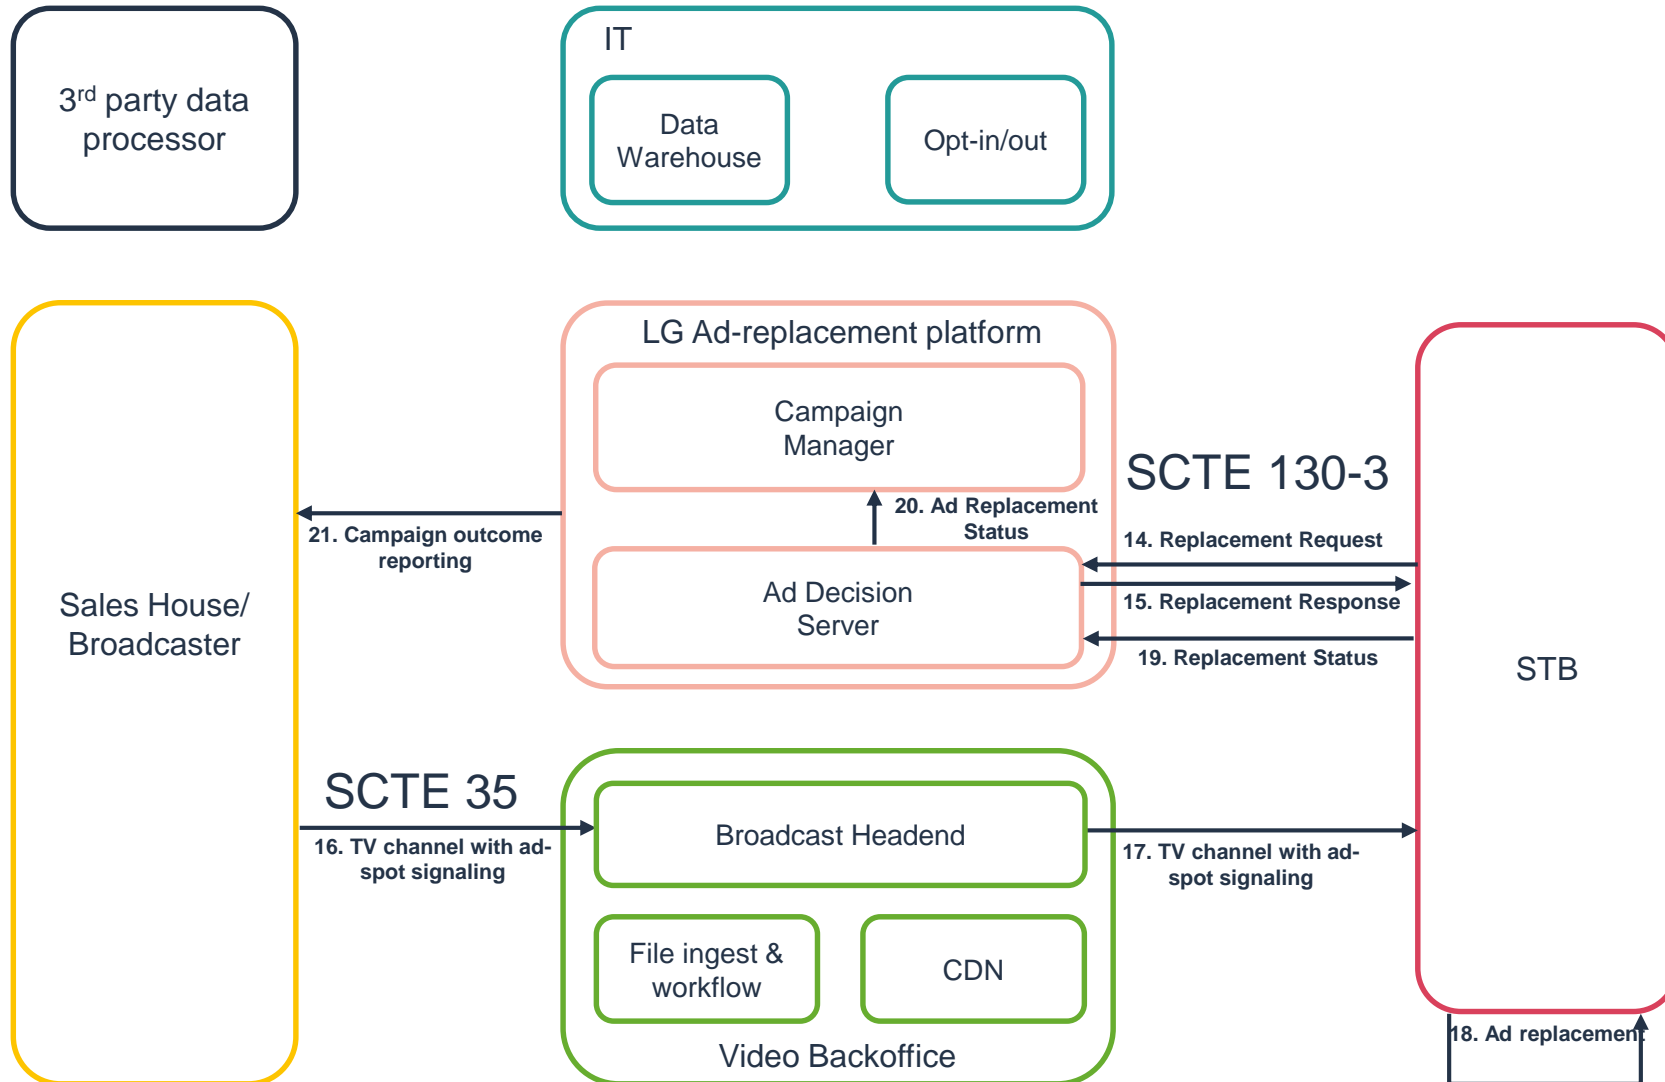 3rd party data
processor
IT
Data
Warehouse
Opt-in/out
LG Ad-replacement platform
Campaign
Manager
SCTE 130-3
20. Ad Replacement
Status
21. Campaign outcome
reporting
14. Replacement Request
Ad Decision
Server
15. Replacement Response
19. Replacement Status
Sales House/
Broadcaster
STB
SCTE 35
16. TV channel with ad-
spot signaling
Broadcast Headend
17. TV channel with ad-
spot signaling
File ingest &
workflow
CDN
Video Backoffice
18. Ad replacement